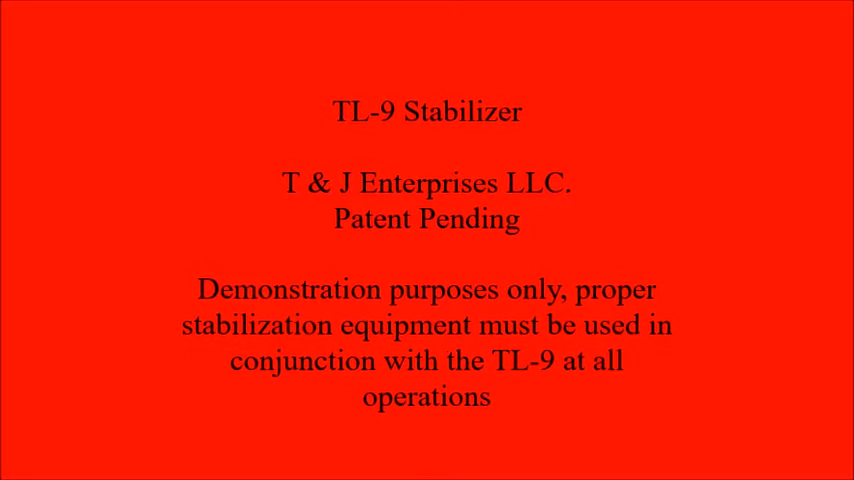 TL-9 Stabilizer
T & J Enterprises LLC.
Patent Pending
Demonstration purposes only, proper
stabilization equipment must be used in
conjunction with the TL-9 at all
operations